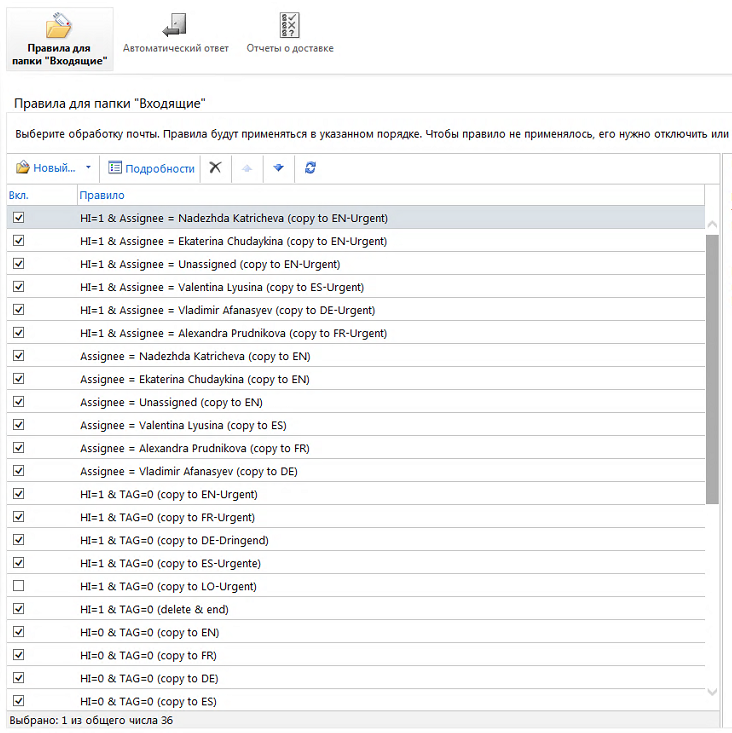 Правила для
папки "Входящие"
Автоматический ответ
Отчеты о доставке
Правила для папки "Входящие"
Выберите обработку почты. Правила будут применяться в указанном порядке. Чтобы правило не применялось, его нужно отключить или
Новый...
Подробности
Вкл.
Правило
HI=1 & Assignee = Nadezhda Katricheva (copy to EN-Urgent)
HI=1 & Assignee = Ekaterina Chudaykina (copy to EN-Urgent)
HI=1 & Assignee = Unassigned (copy to EN-Urgent)
HI=1 & Assignee = Valentina Lyusina (copy to ES-Urgent)
HI=1 & Assignee = Vladimir Afanasyev (copy to DE-Urgent)
HI=1 & Assignee = Alexandra Prudnikova (copy to FR-Urgent)
Assignee = Nadezhda Katricheva (copy to EN)
Assignee = Ekaterina Chudaykina (copy to EN)
Assignee = Unassigned (copy to EN)
Assignee = Valentina Lyusina (copy to ES)
Assignee = Alexandra Prudnikova (copy to FR)
Assignee = Vladimir Afanasyev (copy to DE)
HI=1 & TAG=0 (copy to EN-Urgent)
HI=1 & TAG=0 (copy to FR-Urgent)
HI=1 & TAG=0 (copy to DE-Dringend)
HI=1 & TAG=0 (copy to ES-Urgente)
HI=1 & TAG=0 (copy to LO-Urgent)
HI=1 & TAG=0 (delete & end)
HI=0 & TAG=0 (copy to EN)
HI=0 & TAG=0 (copy to FR)
HI=0 & TAG=0 (copy to DE)
HI=0 & TAG=0 (copy to ES)
Выбрано: 1 из общего числа 36